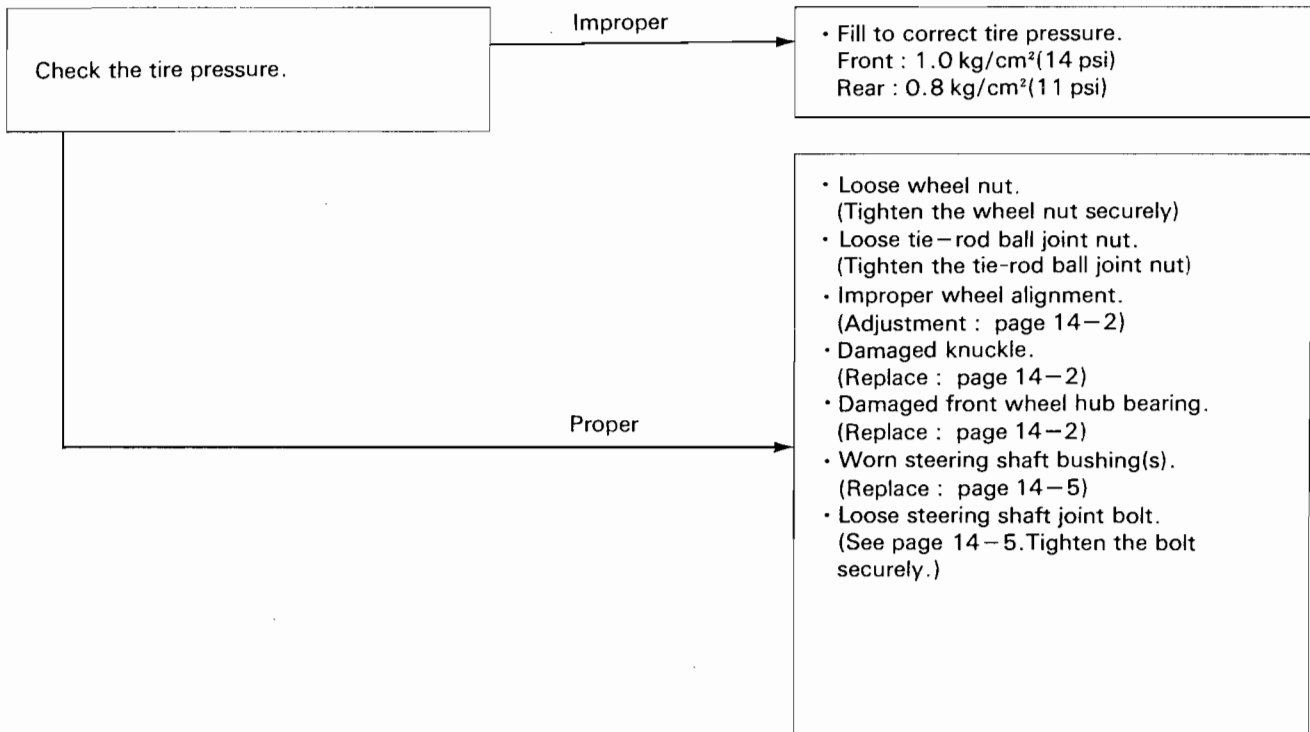 Check the tire pressure.
Improper
・Fill to correct tire pressure.
Front : 1.0 kg/cm²(14 psi)
Rear : 0.8 kg/cm²(11 psi)
Proper
・Loose wheel nut.
(Tighten the wheel nut securely)
・Loose tie−rod ball joint nut.
(Tighten the tie-rod ball joint nut)
・Improper wheel alignment.
(Adjustment : page 14−2)
・Damaged knuckle.
(Replace : page 14−2)
・Damaged front wheel hub bearing.
(Replace : page 14−2)
・Worn steering shaft bushing(s).
(Replace : page 14−5)
・Loose steering shaft joint bolt.
(See page 14−5.Tighten the bolt
securely.)